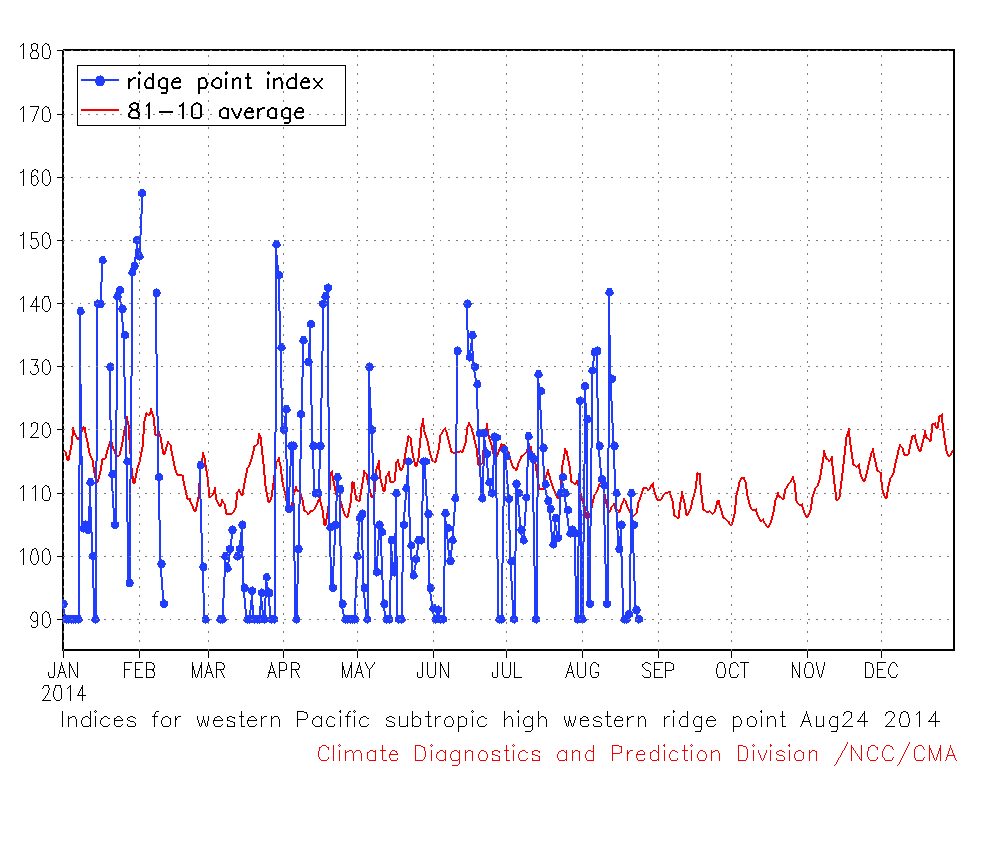 180
ridge point index
81-10 average
170
160
150
140
130
120
110
100
90
JAN FEB MAR APR MAY JUN JUL AUG SEP OCT NOV DEC
2014
Indices for western Pacific subtropic high western ridge point Aug24 2014
Climate Diagnostics and Prediction Division /NCC/CMA